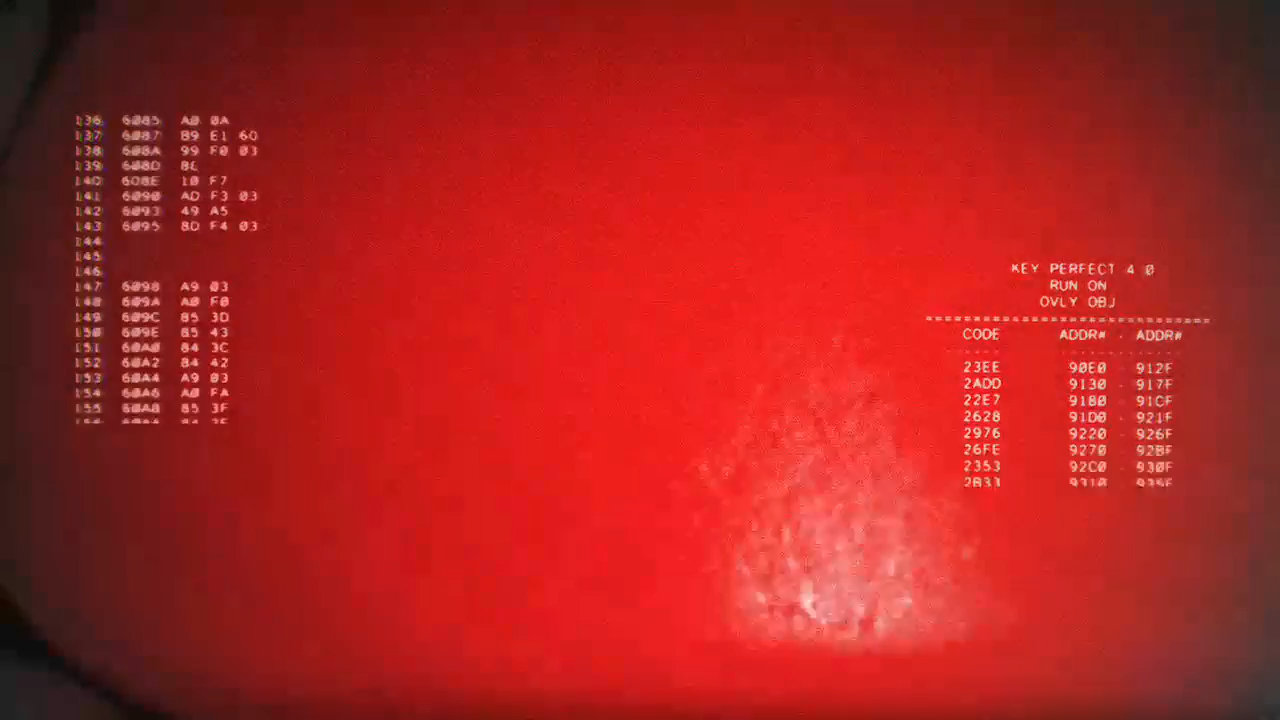 136 6085 A0 0A
137 6087 B9 E1 60
138 608A 99 F0 03
139 608D 88
140 608E 10 F7
141 6090 AD F3 03
142 6093 49 A5
143 6095 8D F4 03
144
145
146
147 6098 A9 03
148 609A A0 F0
149 609C 85 3D
150 609E 85 43
151 60A0 84 3C
152 60A2 84 42
153 60A4 A9 03
154 60A6 A0 FA
155 60A8 85 3F
KEY PERFECT 4 0
RUN ON
OVLY OBJ
==============================
CODE ADDR# - ADDR#
23EE 90E0 - 912F
2ADD 9130 - 917F
22E7 9180 - 91CF
2628 91D0 - 921F
2976 9220 - 926F
26FE 9270 - 92BF
2353 92C0 - 930F
2B33 9310 - 935F